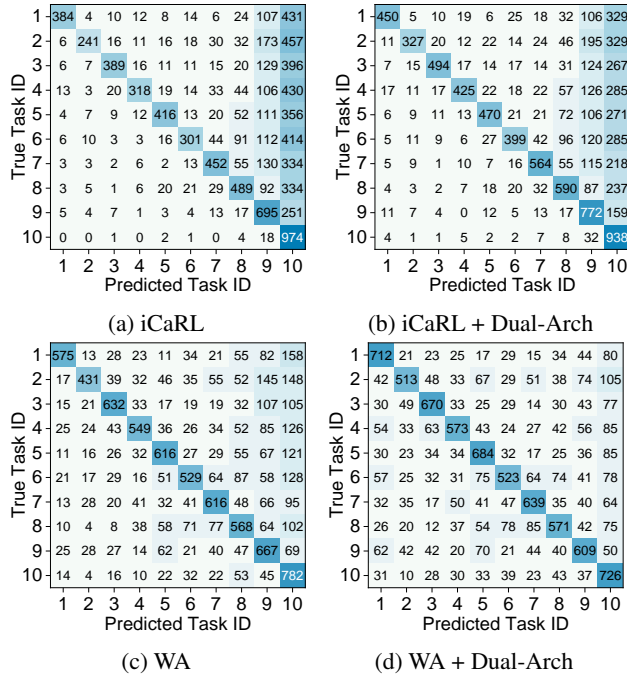 True Task ID
1 384 4 10 12 8 14 6 24 107 431
2 6 241 16 11 16 18 30 32 173 457
3 6 7 389 16 11 11 15 20 129 396
4 13 3 20 318 19 14 33 44 106 430
5 4 7 9 12 416 13 20 52 111 356
6 6 10 3 3 16 301 44 91 112 414
7 3 3 2 6 2 13 452 55 130 334
8 3 5 1 6 20 21 29 489 92 334
9 5 4 7 1 3 4 13 17 695 251
10 0 0 1 0 2 1 0 4 18 974
1 2 3 4 5 6 7 8 9 10
Predicted Task ID
(a) iCaRL
1 450 5 10 14 19 6 25 36 106 329
2 11 327 20 12 22 14 24 46 195 329
3 7 15 494 17 14 17 14 31 124 267
4 17 11 17 425 22 18 22 57 126 285
5 6 9 11 13 470 21 21 72 106 271
6 4 11 9 7 27 399 42 96 120 285
7 5 9 1 10 7 16 564 55 115 218
8 4 3 2 7 18 20 32 590 87 237
9 11 7 4 0 12 5 13 17 772 159
10 4 1 1 5 2 2 7 8 32 938
1 2 3 4 5 6 7 8 9 10
Predicted Task ID
(b) iCaRL + Dual-Arch
True Task ID
1 575 13 28 23 11 34 21 55 82 158
2 17 431 39 32 46 35 55 52 145 148
3 15 21 632 33 17 19 19 32 107 105
4 25 24 43 549 36 26 34 52 85 126
5 11 16 26 32 616 27 29 55 67 121
6 21 17 29 16 51 529 64 87 58 128
7 13 28 20 41 32 41 616 48 66 95
8 10 4 8 38 58 71 77 568 64 102
9 25 28 27 14 62 21 40 47 667 69
10 14 4 16 10 22 32 22 53 45 782
1 2 3 4 5 6 7 8 9 10
Predicted Task ID
(c) WA
1 712 21 23 25 17 29 15 34 44 80
2 42 513 48 33 67 29 51 38 74 105
3 30 49 670 33 25 29 14 30 43 77
4 54 33 63 573 43 24 27 42 56 85
5 30 23 34 34 684 32 17 25 36 85
6 57 25 32 31 75 523 64 74 41 78
7 32 35 17 50 41 47 639 35 40 64
8 26 20 12 37 54 78 85 571 42 75
9 62 42 42 20 70 21 44 40 609 50
10 31 10 28 30 33 39 23 43 37 726
1 2 3 4 5 6 7 8 9 10
Predicted Task ID
(d) WA + Dual-Arch